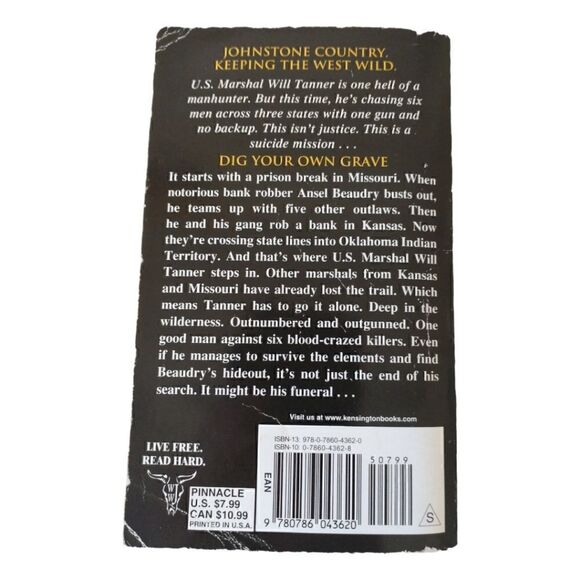 JOHNSTONE COUNTRY.
KEEPING THE WEST WILD.
U.S. Marshal Will Tanner is one hell of a
manhunter. But this time, he's chasing six
men across three states with one gun and
no backup. This isn't justice. This is a
suicide mission . . .
DIG YOUR OWN GRAVE
It starts with a prison break in Missouri. When
notorious bank robber Ansel Beaudry busts out,
he teams up with five other outlaws. Then
he and his gang rob a bank in Kansas. Now
they're crossing state lines into Oklahoma Indian
Territory. And that's where U.S. Marshal Will
Tanner steps in. Other marshals from Kansas
and Missouri have already lost the trail. Which
means Tanner has to go it alone. Deep in the
wilderness. Outnumbered and outgunned. One
good man against six blood-crazed killers. Even
if he manages to survive the elements and find
Beaudry's hideout, it's not just the end of his
search. It might be his funeral . . .
Visit us at www.kensingtonbooks.com
LIVE FREE.
READ HARD.
WWJ
PINNACLE
U.S. $7.99
CAN $10.99
PRINTED IN U.S.A.
EAN
ISBN-13: 978-0-7860-4362-0
ISBN-10: 0-7860-4362-8
50799
9 780786 043620
S